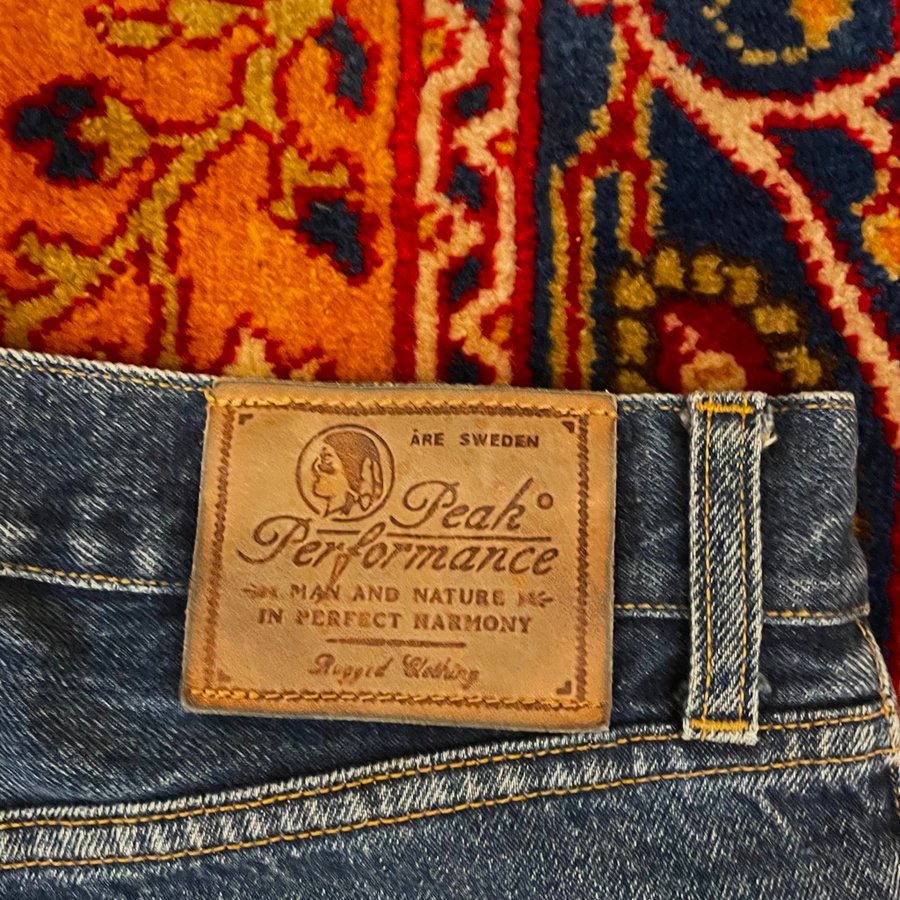 ÅRE SWEDEN
Peak°
Performance
MAN AND NATURE
IN PERFECT HARMONY
Rugged Clothing